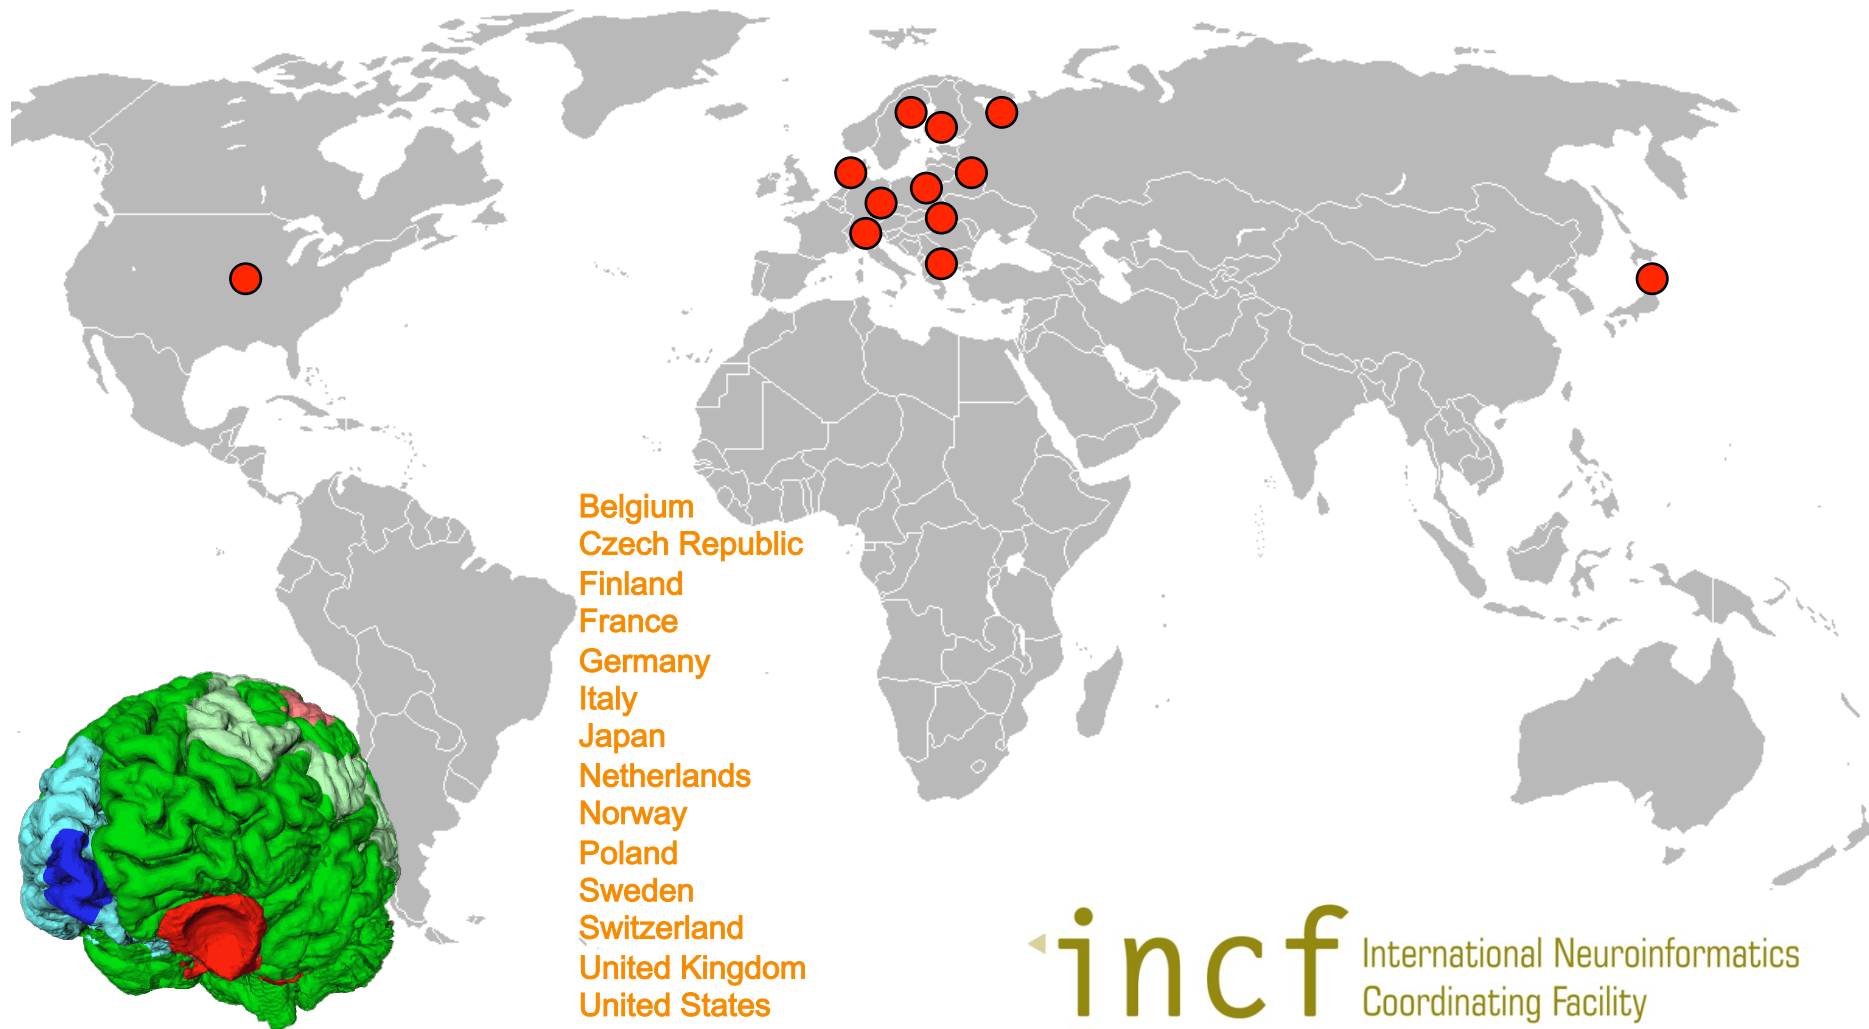 Belgium
Czech Republic
Finland
France
Germany
Italy
Japan
Netherlands
Norway
Poland
Sweden
Switzerland
United Kingdom
United States
incf
International Neuroinformatics
Coordinating Facility